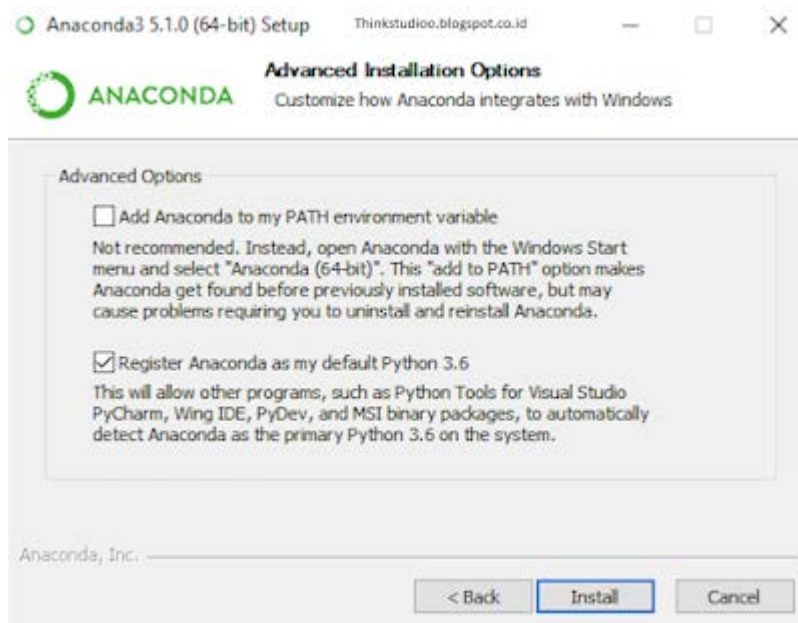 Anaconda3 5.1.0 (64-bit) Setup Thinkstudioo.blogspot.co.id
ANACONDA
Advanced Installation Options
Customize how Anaconda integrates with Windows
Advanced Options
Add Anaconda to my PATH environment variable
Not recommended. Instead, open Anaconda with the Windows Start
menu and select "Anaconda (64-bit)". This "add to PATH" option makes
Anaconda get found before previously installed software, but may
cause problems requiring you to uninstall and reinstall Anaconda.
Register Anaconda as my default Python 3.6
This will allow other programs, such as Python Tools for Visual Studio
PyCharm, Wing IDE, PyDev, and MSI binary packages, to automatically
detect Anaconda as the primary Python 3.6 on the system.
Anaconda, Inc.
< Back Install Cancel